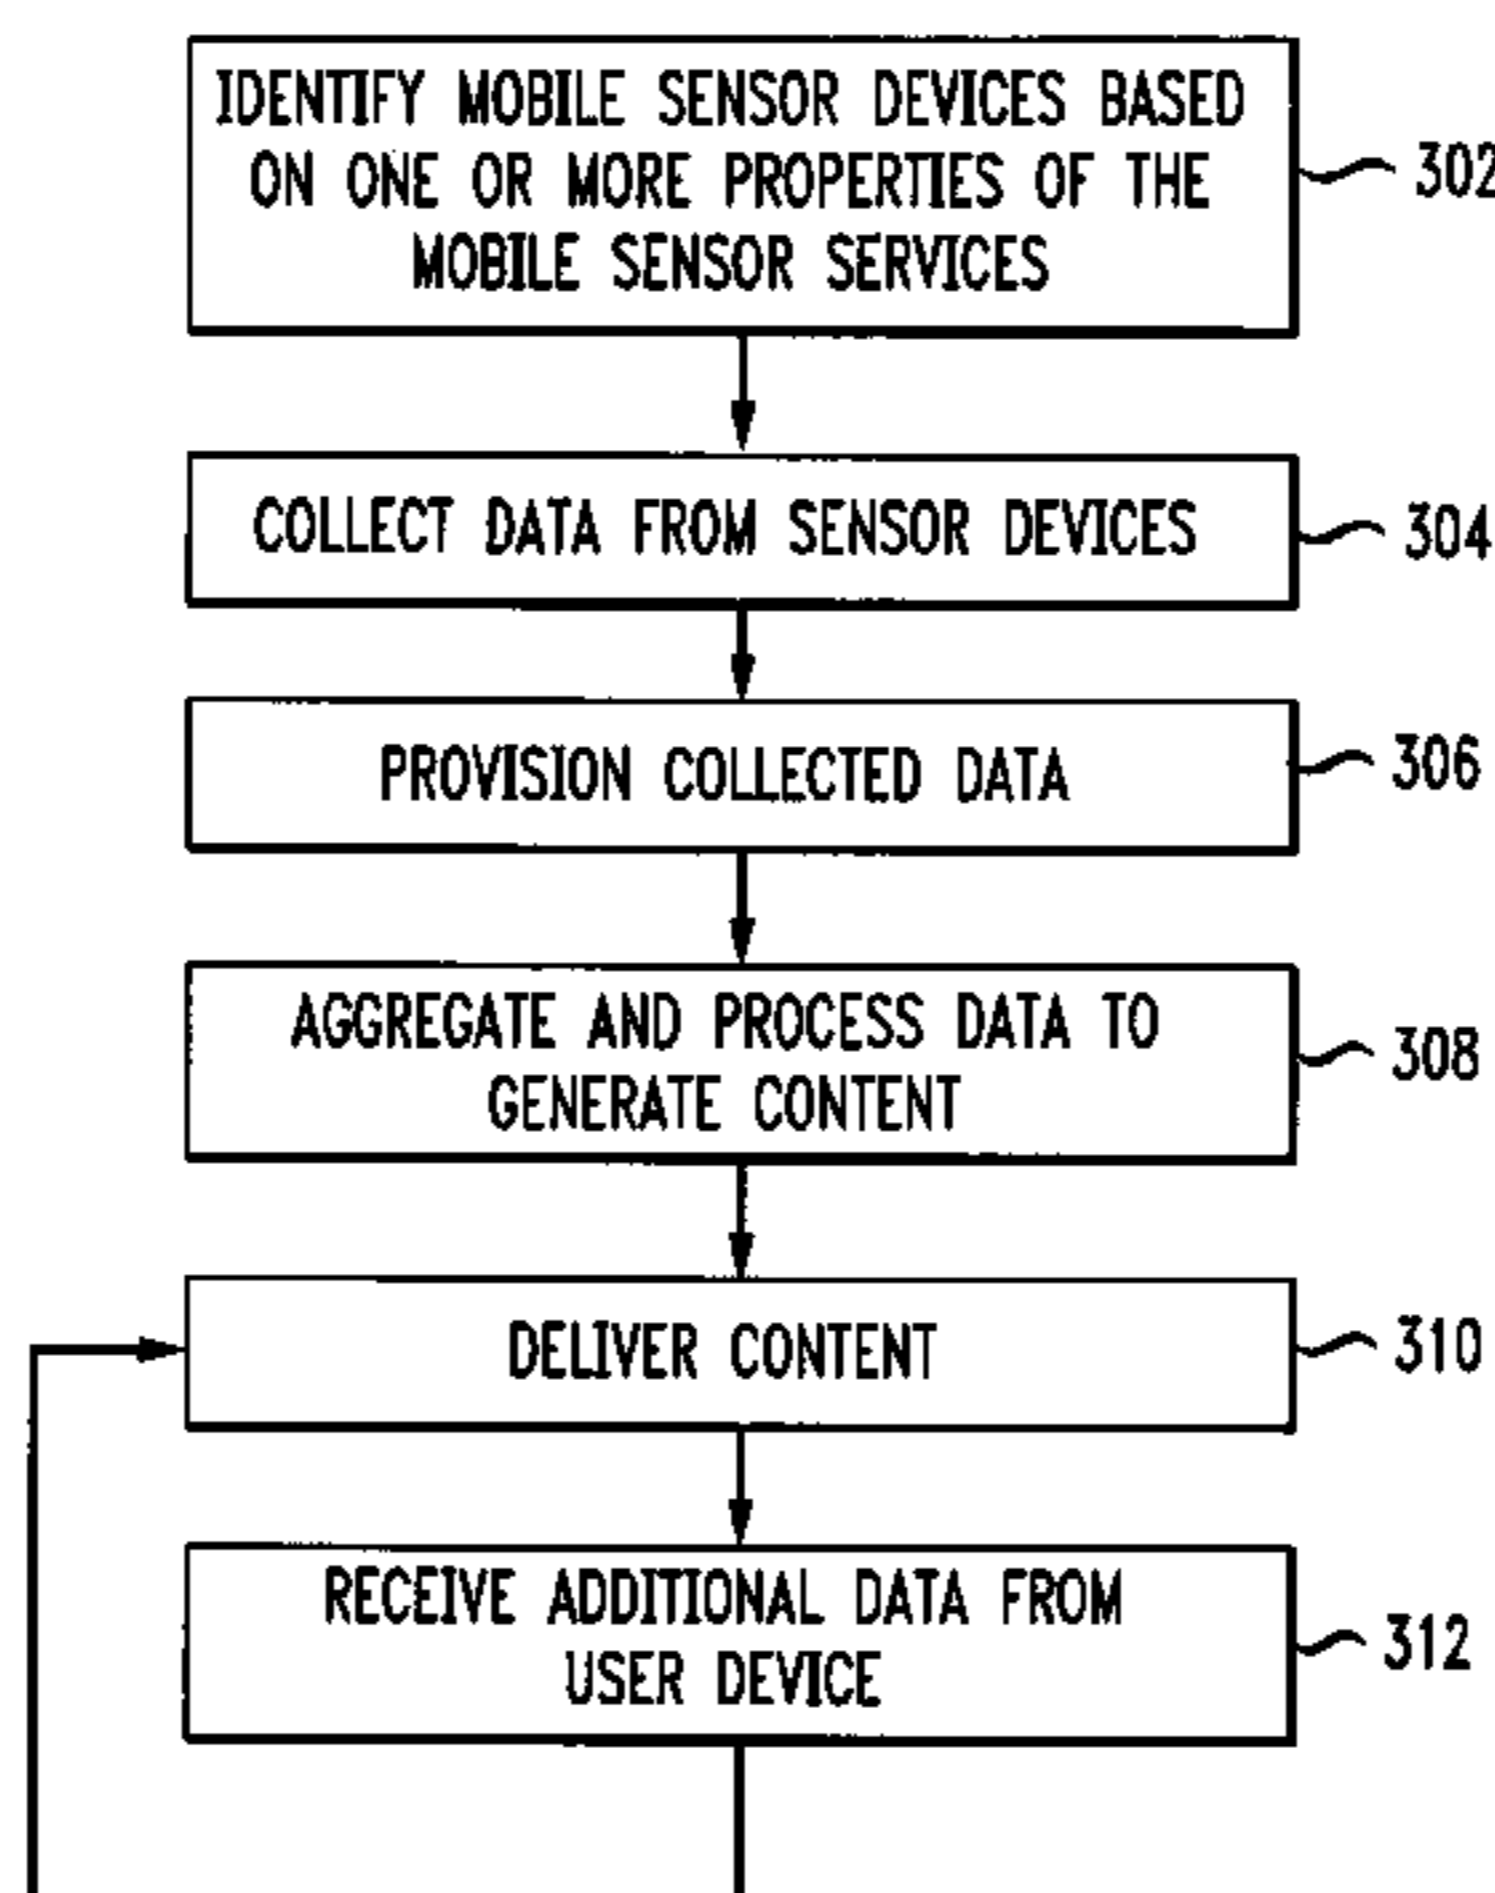 IDENTIFY MOBILE SENSOR DEVICES BASED
ON ONE OR MORE PROPERTIES OF THE
MOBILE SENSOR SERVICES
302
COLLECT DATA FROM SENSOR DEVICES
304
PROVISION COLLECTED DATA
306
AGGREGATE AND PROCESS DATA TO
GENERATE CONTENT
308
DELIVER CONTENT
310
RECEIVE ADDITIONAL DATA FROM
USER DEVICE
312